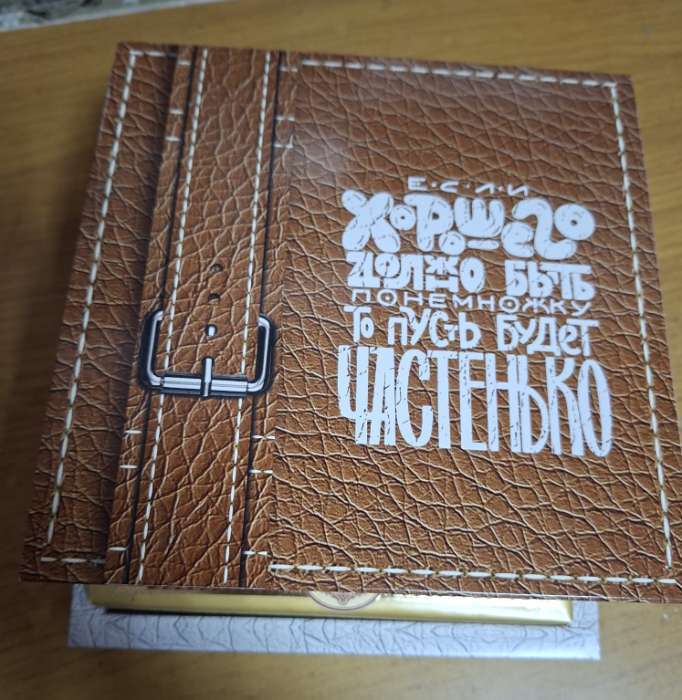 ЕСЛИ
ХОРОШЕГО
ДОЛЖНО БЫТЬ
ПОНЕМНОЖКУ
ТО ПУСТЬ БУДЕТ
ЧАСТЕНЬКО